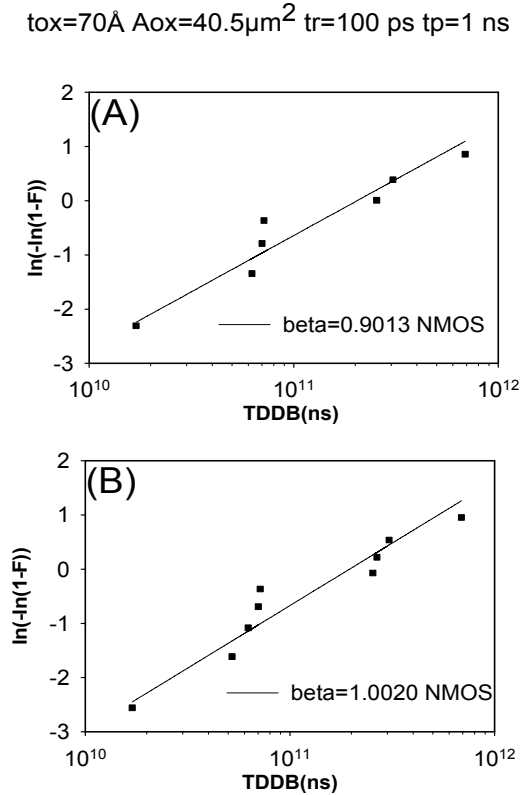 tox=70Å Aox=40.5μm² tr=100 ps tp=1 ns
(A)
2
1
0
-1
-2
-3
ln(-ln(1-F))
beta=0.9013 NMOS
10¹⁰
10¹¹
10¹²
TDDB(ns)
(B)
2
1
0
-1
-2
-3
ln(-ln(1-F))
beta=1.0020 NMOS
10¹⁰
10¹¹
10¹²
TDDB(ns)